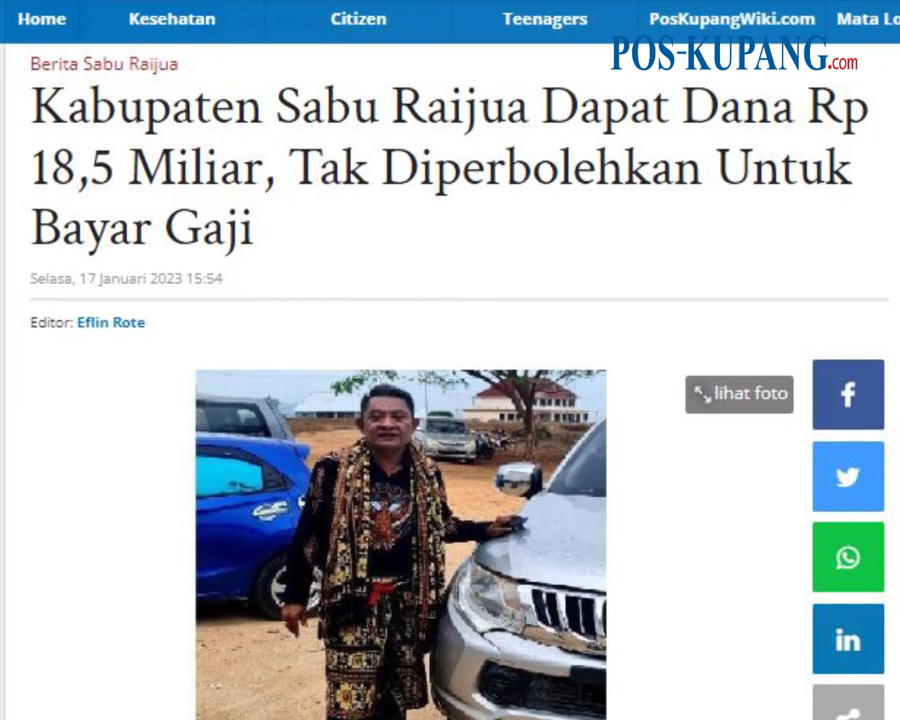 Home Kesehatan Citizen Teenagers PosKupangWiki.com Mata Lo
POS-KUPANG.com
Berita Sabu Raijua
Kabupaten Sabu Raijua Dapat Dana Rp
18,5 Miliar, Tak Diperbolehkan Untuk
Bayar Gaji
Selasa, 17 Januari 2023 15:54
Editor: Eflin Rote
lihat foto